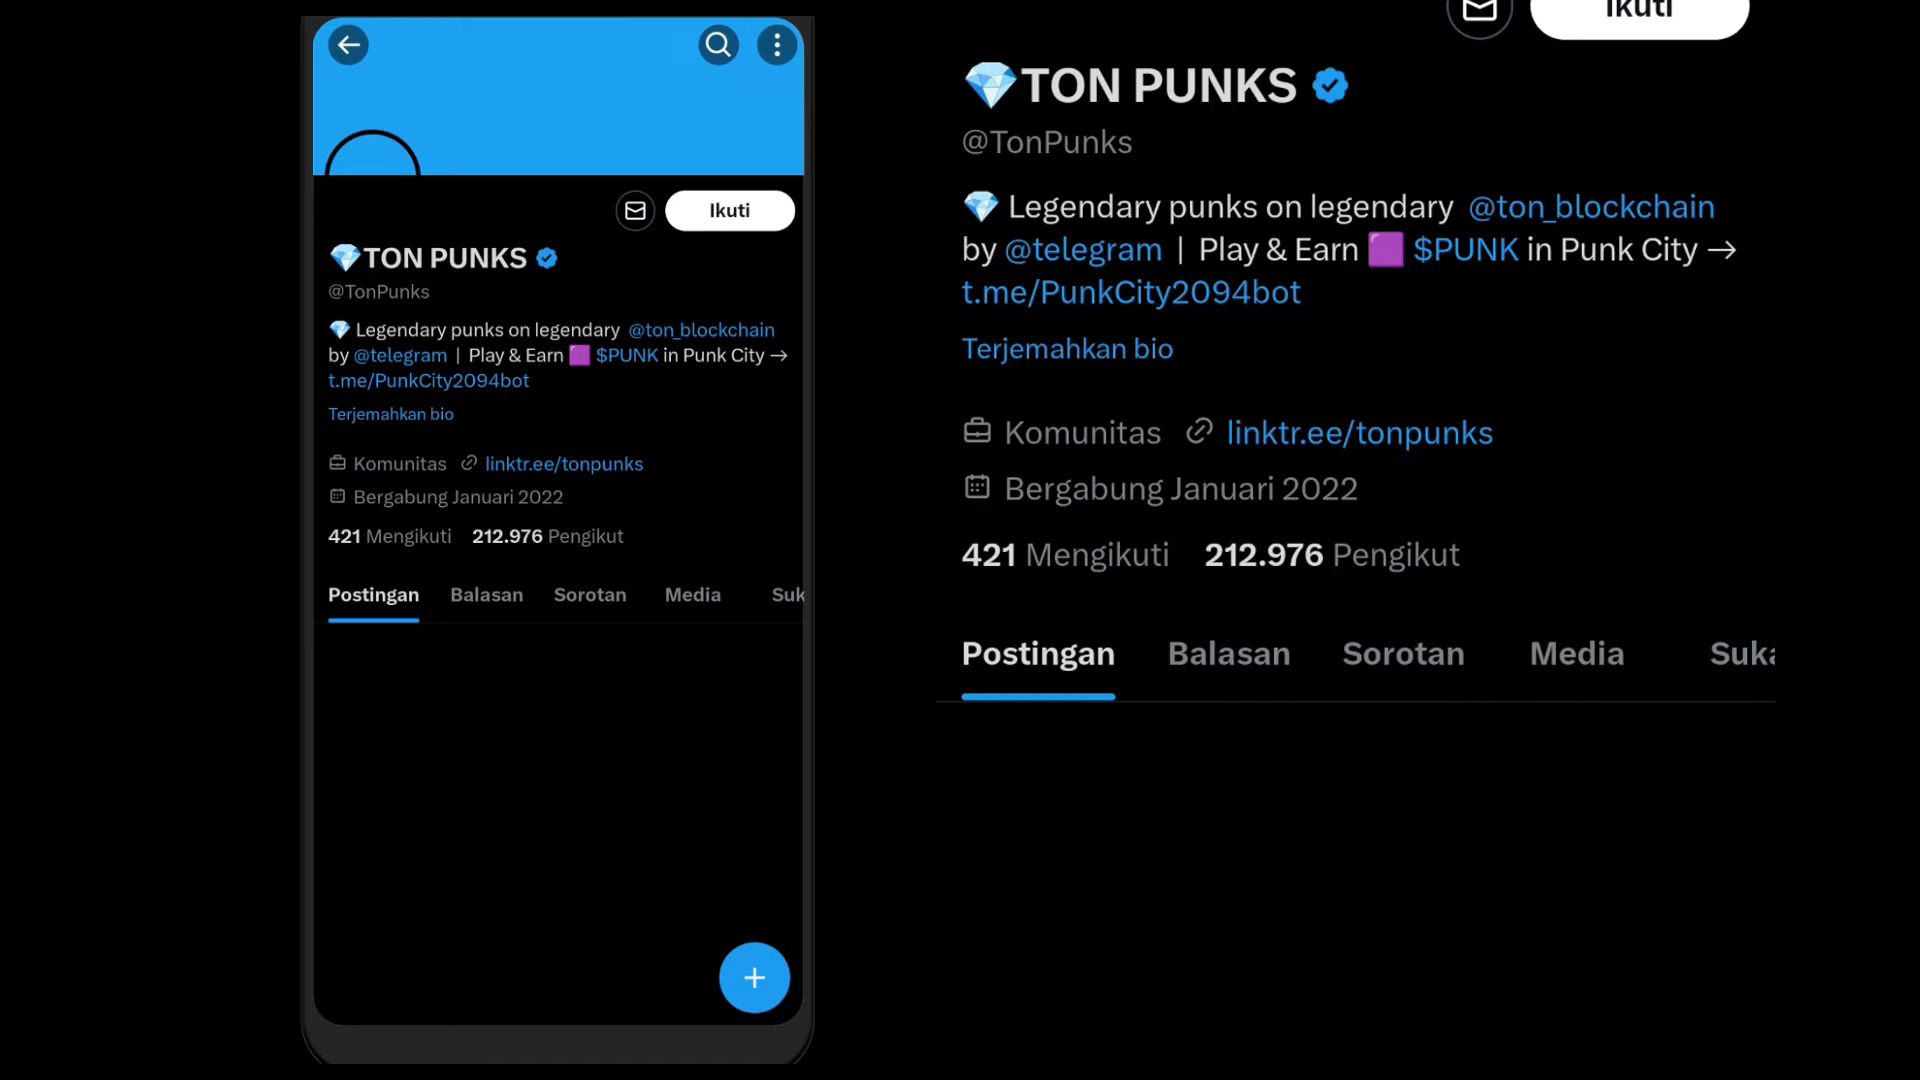 Ikuti
💎TON PUNKS
@TonPunks
💎 Legendary punks on legendary @ton_blockchain
by @telegram | Play & Earn 🟪 $PUNK in Punk City →
t.me/PunkCity2094bot
Terjemahkan bio
Komunitas linktr.ee/tonpunks
Bergabung Januari 2022
421 Mengikuti 212.976 Pengikut
Postingan Balasan Sorotan Media Suk
Ikuti
💎TON PUNKS
@TonPunks
💎 Legendary punks on legendary @ton_blockchain
by @telegram | Play & Earn 🟪 $PUNK in Punk City →
t.me/PunkCity2094bot
Terjemahkan bio
Komunitas linktr.ee/tonpunks
Bergabung Januari 2022
421 Mengikuti 212.976 Pengikut
Postingan Balasan Sorotan Media Suka